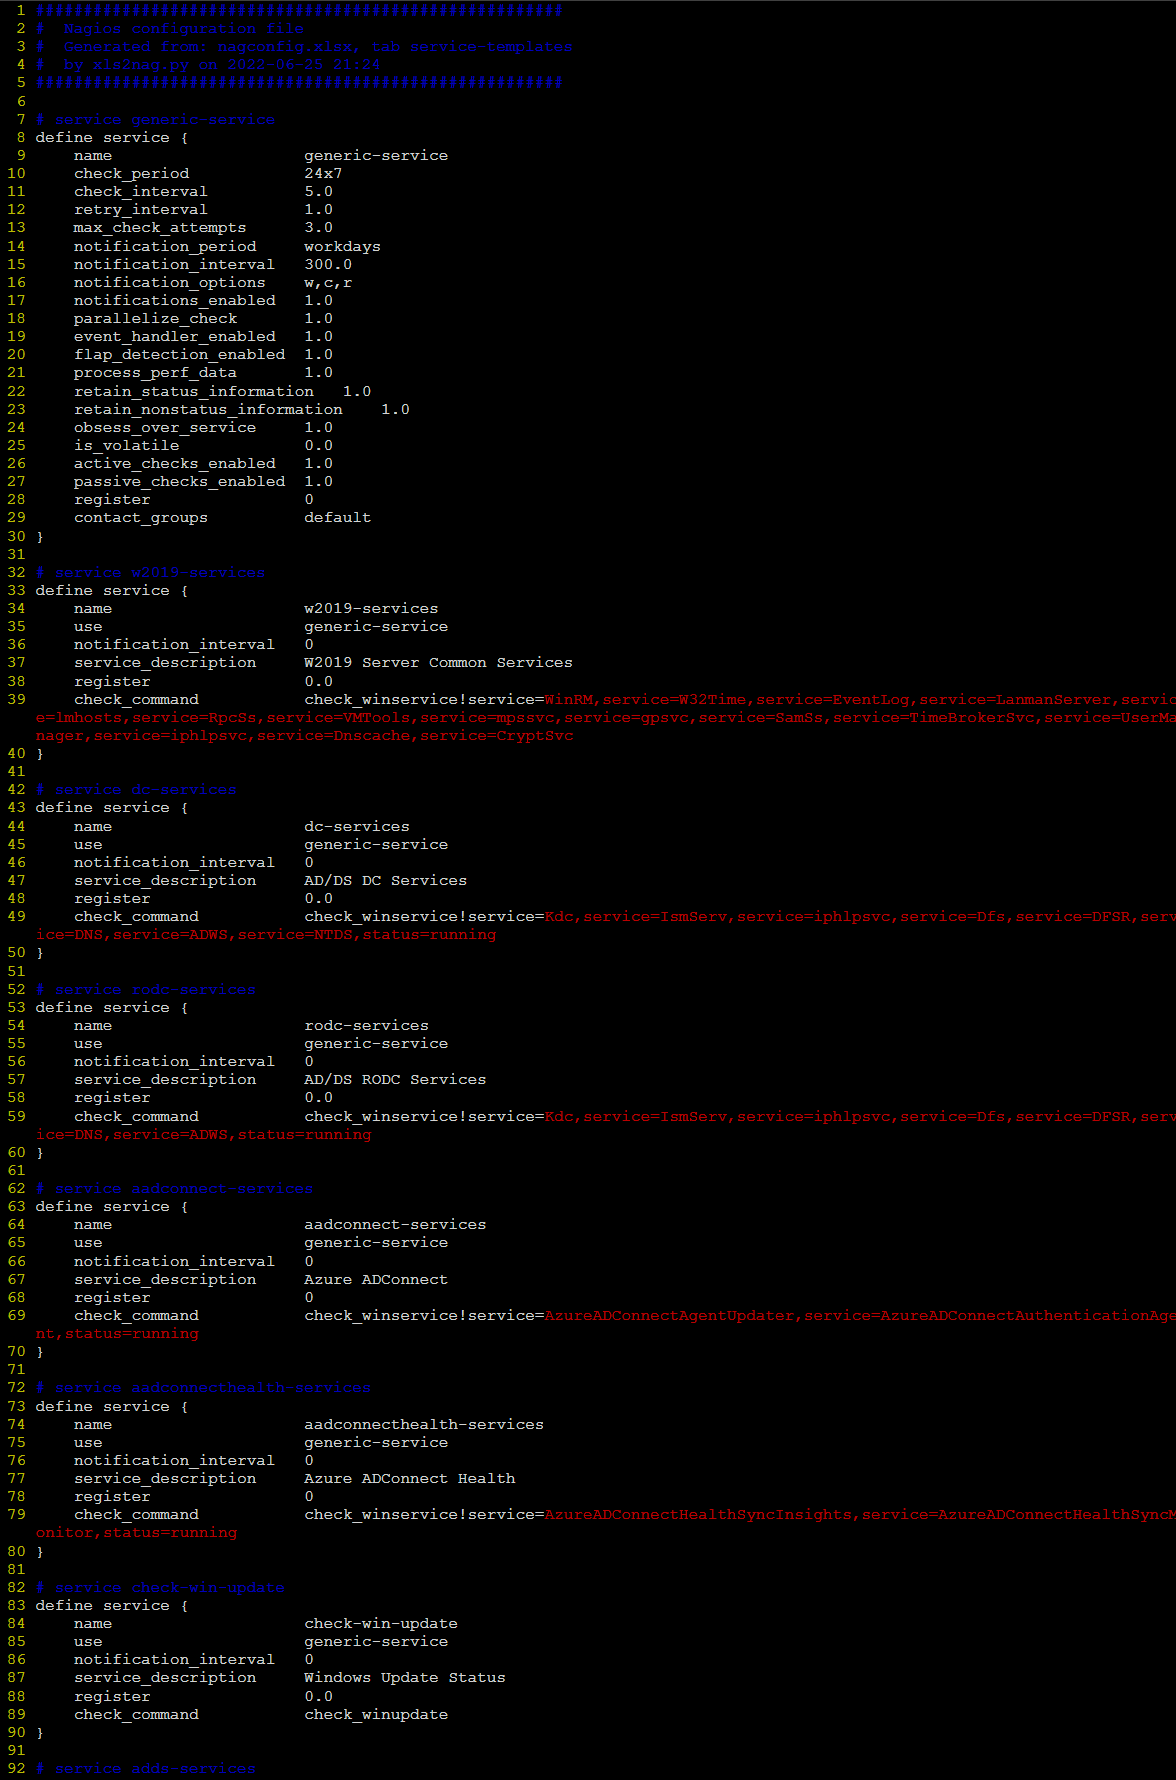 1 #######################################################
2 #  Nagios configuration file
3 #  Generated from: nagconfig.xlsx, tab service-templates
4 #  by xls2nag.py on 2022-06-25 21:24
5 #######################################################
6
7 # service generic-service
8 define service {
9     name                    generic-service
10     check_period            24x7
11     check_interval          5.0
12     retry_interval          1.0
13     max_check_attempts      3.0
14     notification_period     workdays
15     notification_interval   300.0
16     notification_options    w,c,r
17     notifications_enabled   1.0
18     parallelize_check       1.0
19     event_handler_enabled   1.0
20     flap_detection_enabled  1.0
21     process_perf_data       1.0
22     retain_status_information   1.0
23     retain_nonstatus_information    1.0
24     obsess_over_service     1.0
25     is_volatile             0.0
26     active_checks_enabled   1.0
27     passive_checks_enabled  1.0
28     register                0
29     contact_groups          default
30 }
31
32 # service w2019-services
33 define service {
34     name                    w2019-services
35     use                     generic-service
36     notification_interval   0
37     service_description     W2019 Server Common Services
38     register                0.0
39     check_command           check_winservice!service=WinRM,service=W32Time,service=EventLog,service=LanmanServer,servic
e=lmhosts,service=RpcSs,service=VMTools,service=mpssvc,service=gpsvc,service=SamSs,service=TimeBrokerSvc,service=UserMa
nager,service=iphlpsvc,service=Dnscache,service=CryptSvc
40 }
41
42 # service dc-services
43 define service {
44     name                    dc-services
45     use                     generic-service
46     notification_interval   0
47     service_description     AD/DS DC Services
48     register                0.0
49     check_command           check_winservice!service=Kdc,service=IsmServ,service=iphlpsvc,service=Dfs,service=DFSR,serv
ice=DNS,service=ADWS,service=NTDS,status=running
50 }
51
52 # service rodc-services
53 define service {
54     name                    rodc-services
55     use                     generic-service
56     notification_interval   0
57     service_description     AD/DS RODC Services
58     register                0.0
59     check_command           check_winservice!service=Kdc,service=IsmServ,service=iphlpsvc,service=Dfs,service=DFSR,serv
ice=DNS,service=ADWS,status=running
60 }
61
62 # service aadconnect-services
63 define service {
64     name                    aadconnect-services
65     use                     generic-service
66     notification_interval   0
67     service_description     Azure ADConnect
68     register                0
69     check_command           check_winservice!service=AzureADConnectAgentUpdater,service=AzureADConnectAuthenticationAge
nt,status=running
70 }
71
72 # service aadconnecthealth-services
73 define service {
74     name                    aadconnecthealth-services
75     use                     generic-service
76     notification_interval   0
77     service_description     Azure ADConnect Health
78     register                0
79     check_command           check_winservice!service=AzureADConnectHealthSyncInsights,service=AzureADConnectHealthSyncM
onitor,status=running
80 }
81
82 # service check-win-update
83 define service {
84     name                    check-win-update
85     use                     generic-service
86     notification_interval   0
87     service_description     Windows Update Status
88     register                0.0
89     check_command           check_winupdate
90 }
91
92 # service adds-services